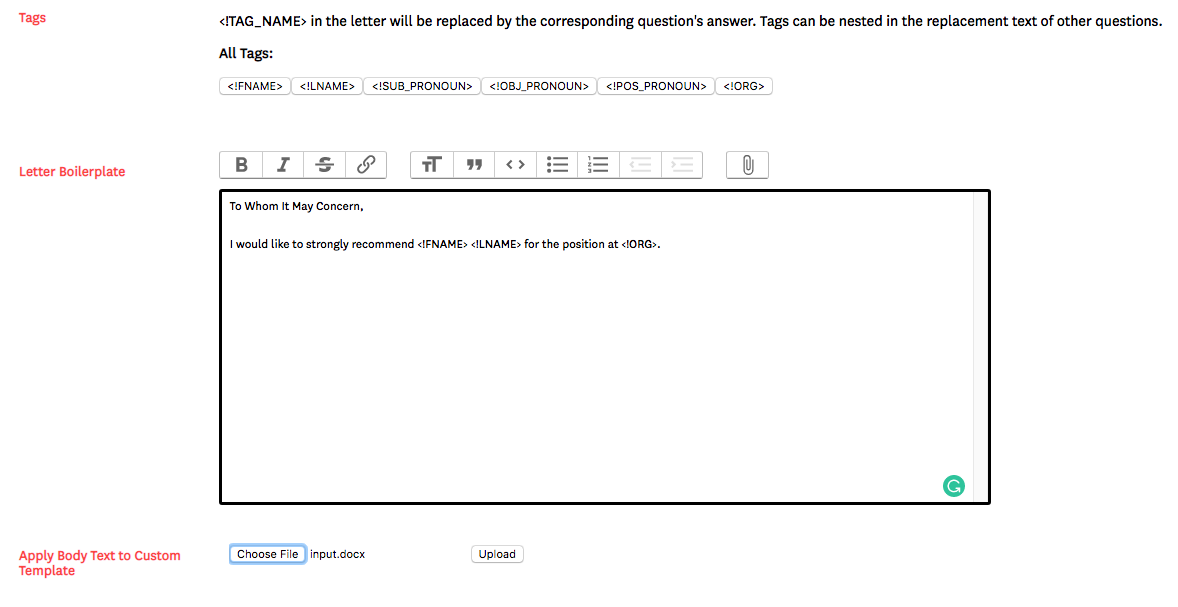 Tags
<!TAG_NAME> in the letter will be replaced by the corresponding question's answer. Tags can be nested in the replacement text of other questions.
All Tags:
<!FNAME> <!LNAME> <!SUB_PRONOUN> <!OBJ_PRONOUN> <!POS_PRONOUN> <!ORG>
Letter Boilerplate
To Whom It May Concern,
I would like to strongly recommend <!FNAME> <!LNAME> for the position at <!ORG>.
Apply Body Text to Custom
Template
Choose File input.docx Upload